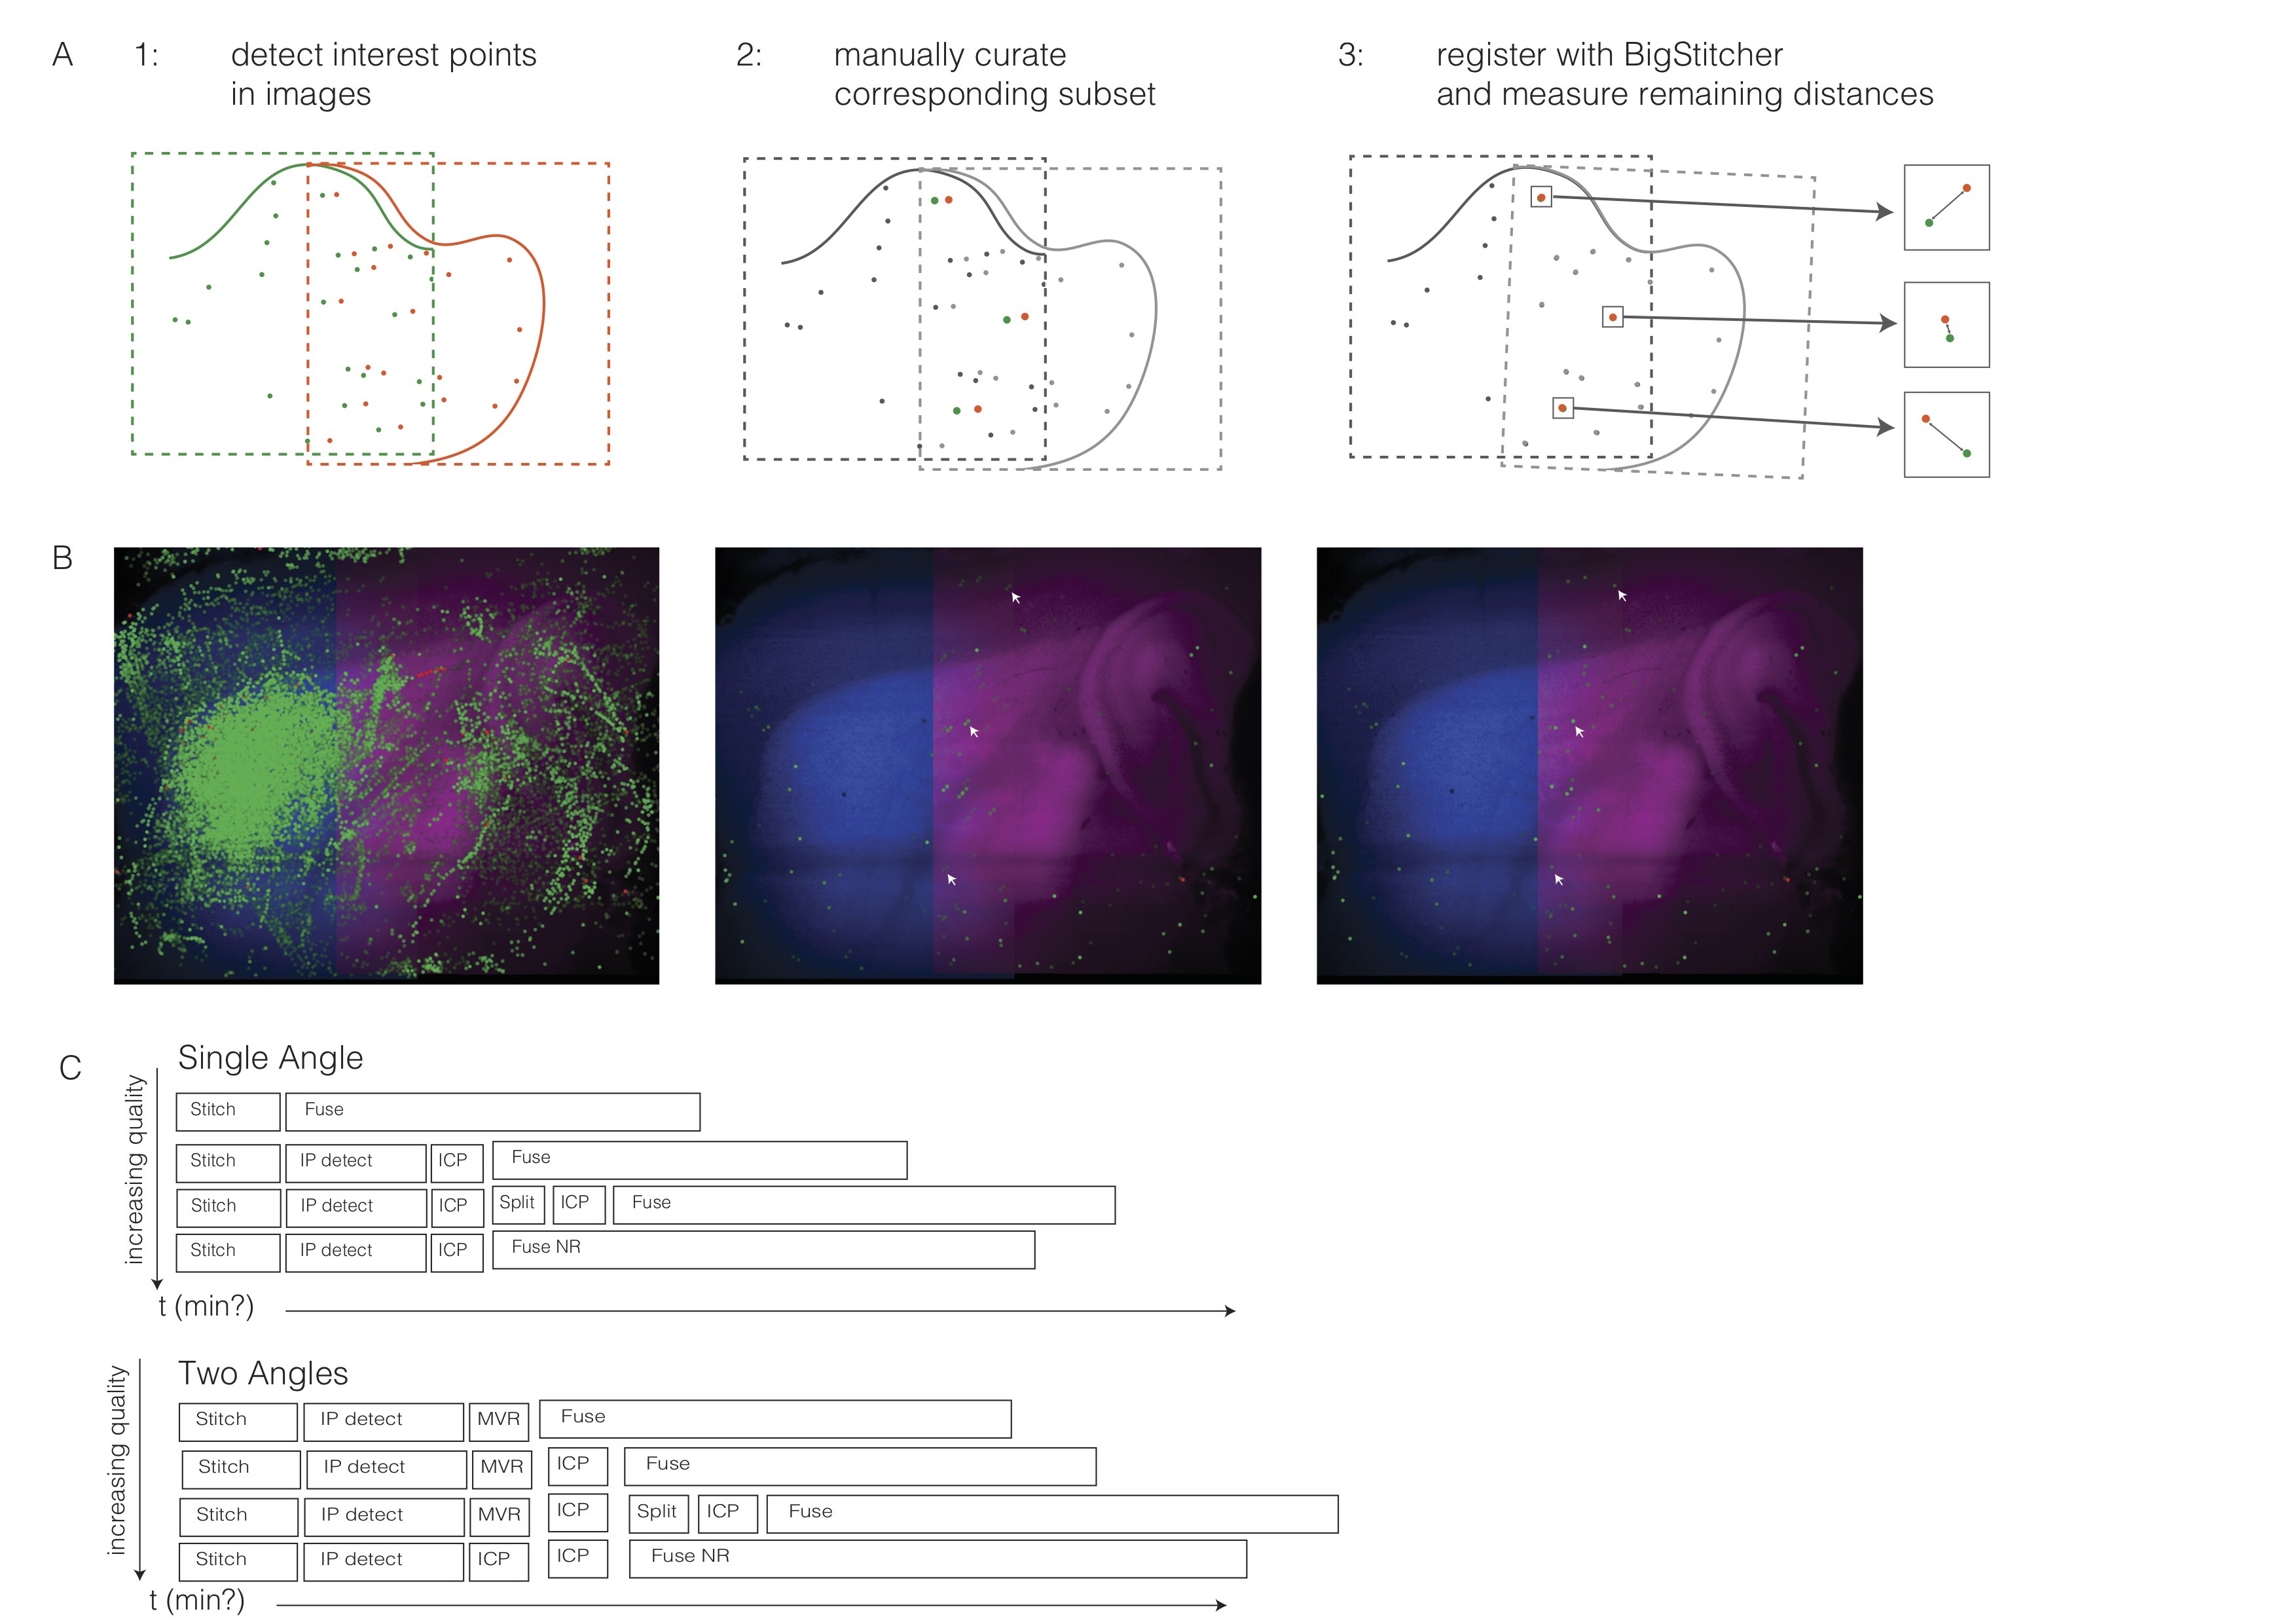 A
1: detect interest points
in images
2: manually curate
corresponding subset
3: register with BigStitcher
and measure remaining distances
B
C
Single Angle
increasing quality
Stitch Fuse
Stitch IP detect ICP Fuse
Stitch IP detect ICP Split ICP Fuse
Stitch IP detect ICP Fuse NR
t (min?)
Two Angles
increasing quality
Stitch IP detect MVR Fuse
Stitch IP detect MVR ICP Fuse
Stitch IP detect MVR ICP Split ICP Fuse
Stitch IP detect ICP ICP Fuse NR
t (min?)